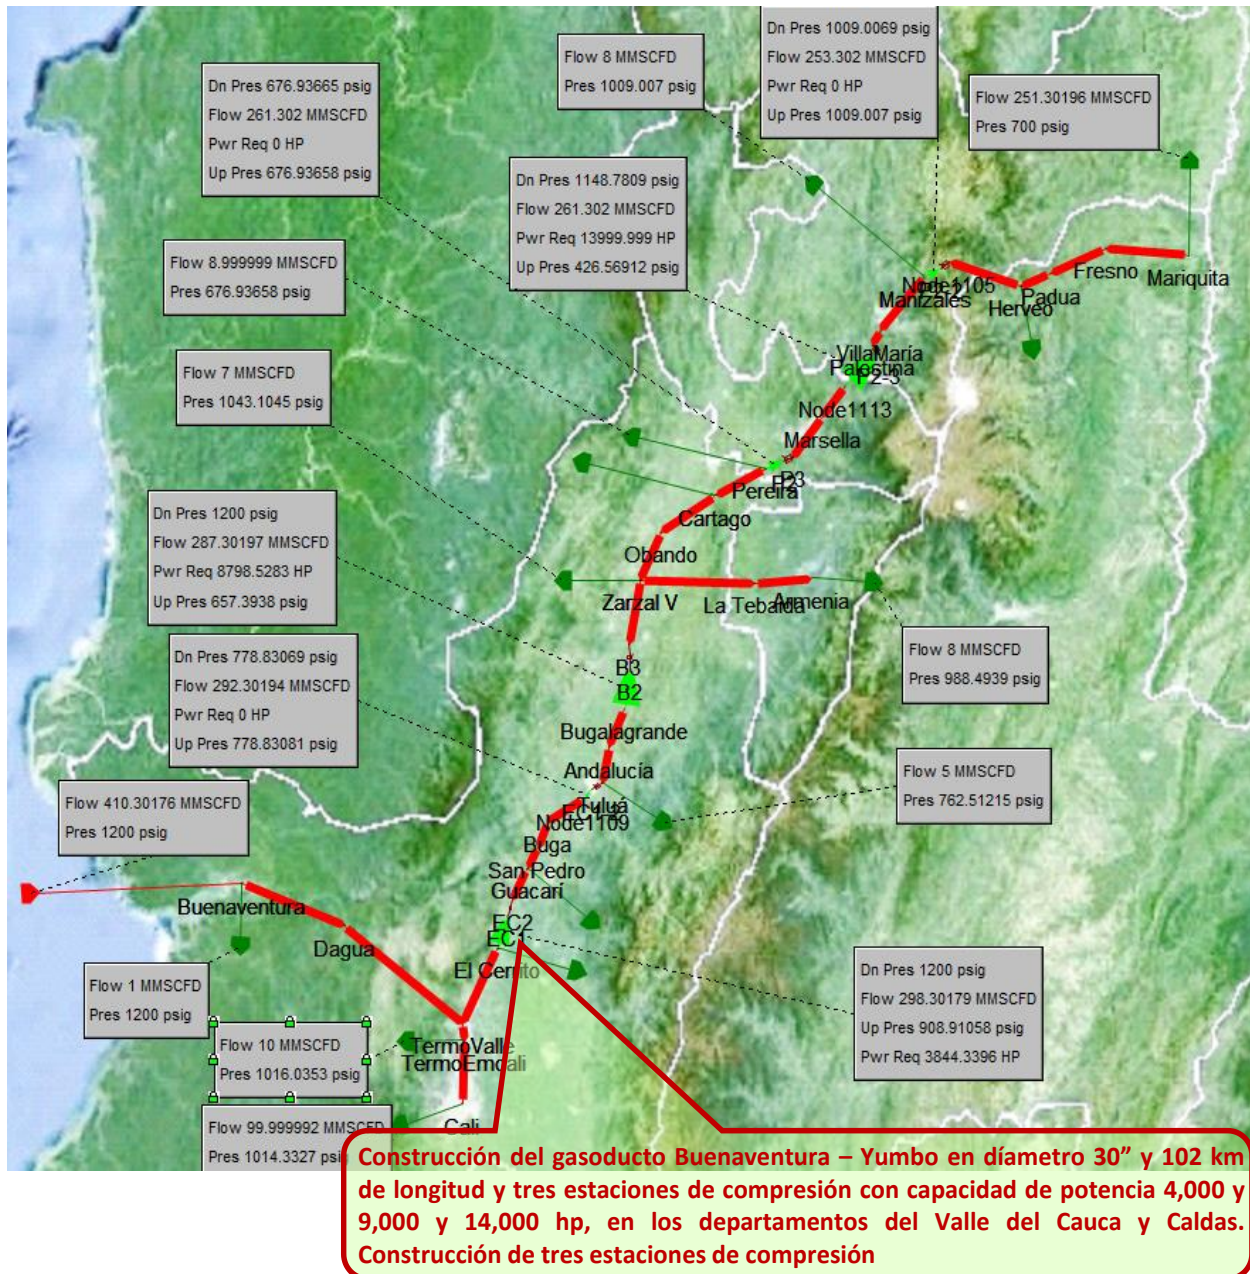 Dn Pres 1009.0069 psig
Flow 253.302 MMSCFD
Pwr Req 0 HP
Up Pres 1009.007 psig
Flow 8 MMSCFD
Pres 1009.007 psig
Dn Pres 676.93665 psig
Flow 261.302 MMSCFD
Pwr Req 0 HP
Up Pres 676.93658 psig
Flow 251.30196 MMSCFD
Pres 700 psig
Dn Pres 1148.7809 psig
Flow 261.302 MMSCFD
Pwr Req 13999.999 HP
Up Pres 426.56912 psig
Flow 8.999999 MMSCFD
Pres 676.93658 psig
Fresno
Mariquita
Padua
Herveo
Node1105
Manizales
VillaMaría
Palestina
P2-3
Node1113
Marsella
Flow 7 MMSCFD
Pres 1043.1045 psig
P3
Pereira
Cartago
Obando
Zarzal V
La Tebaida
Armenia
Dn Pres 1200 psig
Flow 287.30197 MMSCFD
Pwr Req 8798.5283 HP
Up Pres 657.3938 psig
Flow 8 MMSCFD
Pres 988.4939 psig
B3
B2
Bugalagrande
Dn Pres 778.83069 psig
Flow 292.30194 MMSCFD
Pwr Req 0 HP
Up Pres 778.83081 psig
Andalucía
Tuluá
Node1109
Buga
San Pedro
Guacarí
Flow 5 MMSCFD
Pres 762.51215 psig
Flow 410.30176 MMSCFD
Pres 1200 psig
Buenaventura
Dagua
EC2
EC1
El Cerrito
Dn Pres 1200 psig
Flow 298.30179 MMSCFD
Up Pres 908.91058 psig
Pwr Req 3844.3396 HP
Flow 1 MMSCFD
Pres 1200 psig
Flow 10 MMSCFD
Pres 1016.0353 psig
TermoValle
TermoEmcali
Flow 99.999992 MMSCFD
Pres 1014.3327 psig
Cali
Construcción del gasoducto Buenaventura – Yumbo en díametro 30” y 102 km
de longitud y tres estaciones de compresión con capacidad de potencia 4,000 y
9,000 y 14,000 hp, en los departamentos del Valle del Cauca y Caldas.
Construcción de tres estaciones de compresión